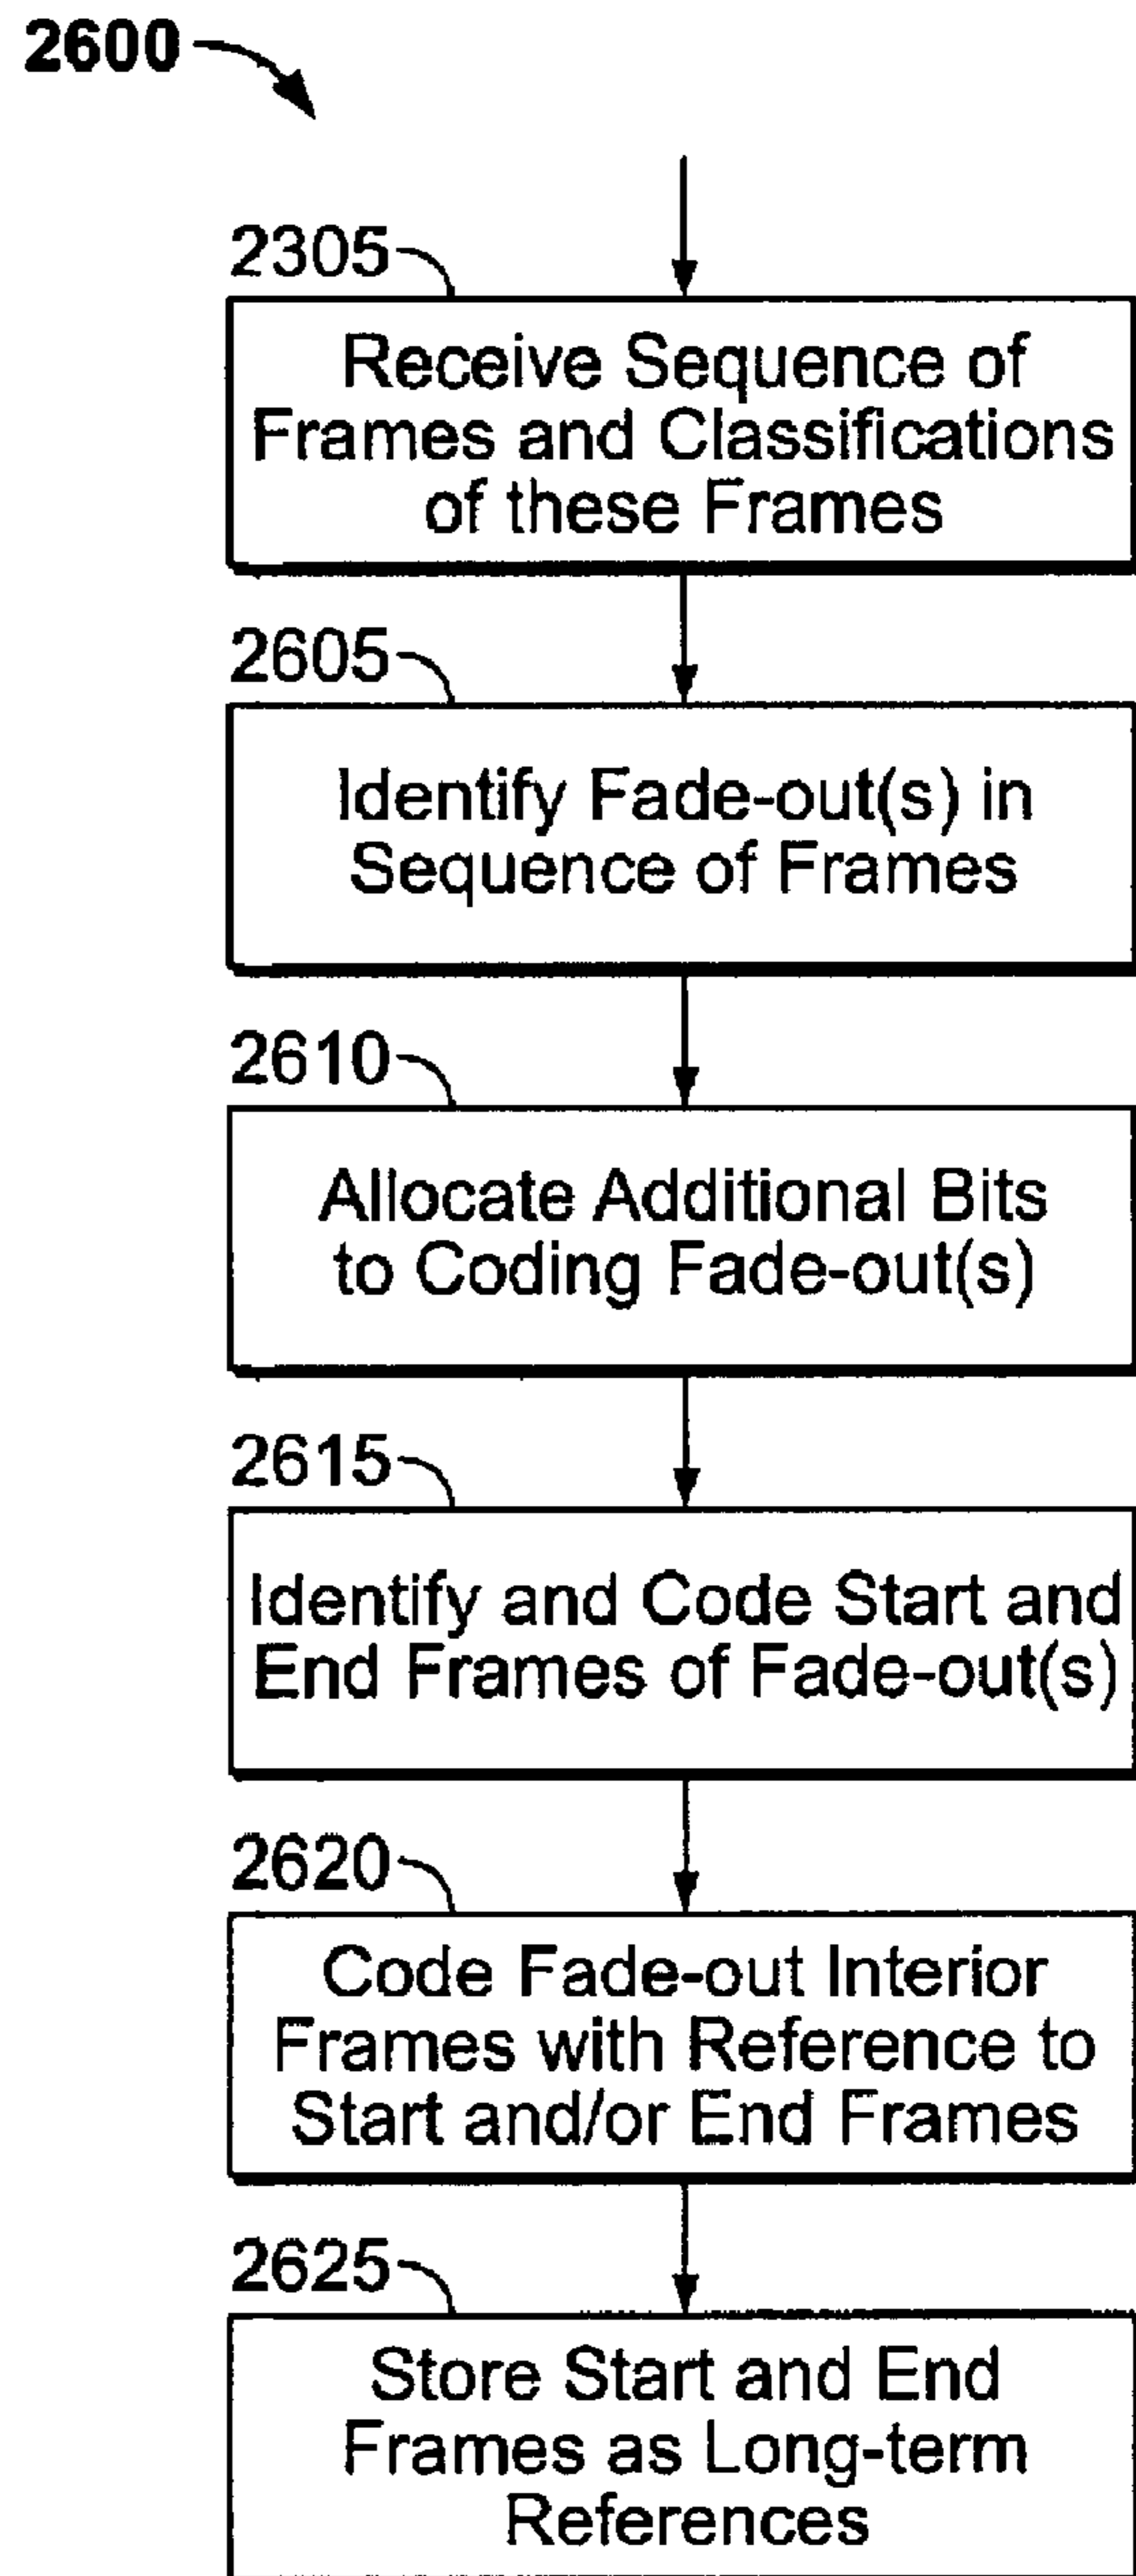 2600
2305
Receive Sequence of
Frames and Classifications
of these Frames
2605
Identify Fade-out(s) in
Sequence of Frames
2610
Allocate Additional Bits
to Coding Fade-out(s)
2615
Identify and Code Start and
End Frames of Fade-out(s)
2620
Code Fade-out Interior
Frames with Reference to
Start and/or End Frames
2625
Store Start and End
Frames as Long-term
References